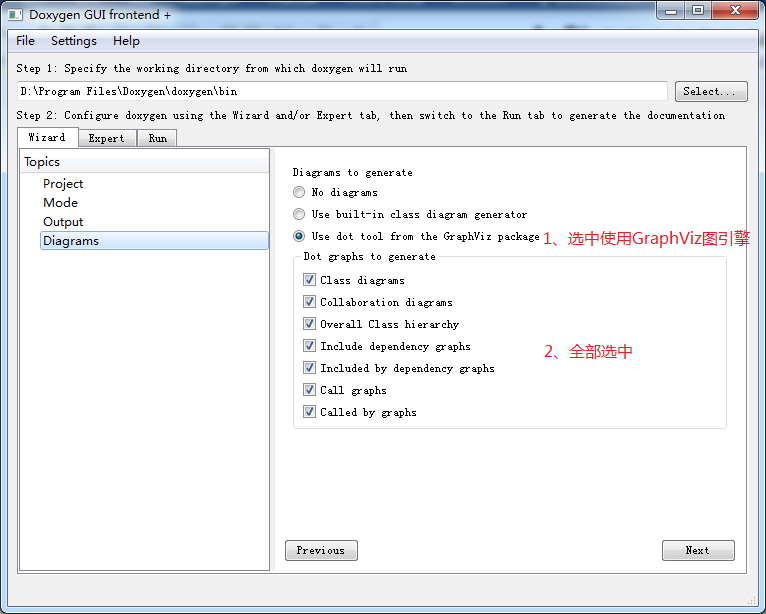 Doxygen GUI frontend +
File Settings Help
Step 1: Specify the working directory from which doxygen will run
D:\Program Files\Doxygen\doxygen\bin
Select...
Step 2: Configure doxygen using the Wizard and/or Expert tab, then switch to the Run tab to generate the documentation
Wizard Expert Run
Topics
Project
Mode
Output
Diagrams
Diagrams to generate
No diagrams
Use built-in class diagram generator
Use dot tool from the GraphViz package
1、选中使用GraphViz图引擎
Dot graphs to generate
Class diagrams
Collaboration diagrams
Overall Class hierarchy
Include dependency graphs
2、全部选中
Included by dependency graphs
Call graphs
Called by graphs
Previous
Next